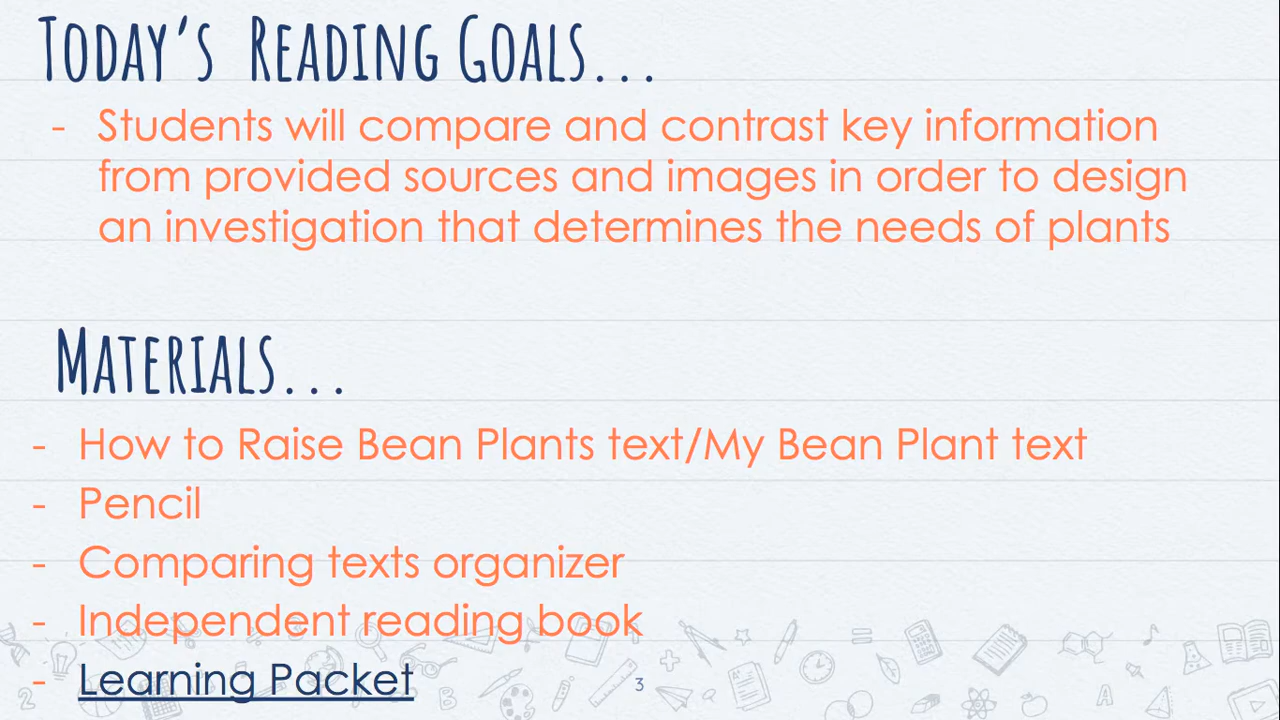 Today's Reading Goals...
- Students will compare and contrast key information
from provided sources and images in order to design
an investigation that determines the needs of plants
Materials...
- How to Raise Bean Plants text/My Bean Plant text
- Pencil
- Comparing texts organizer
- Independent reading book
- Learning Packet
3